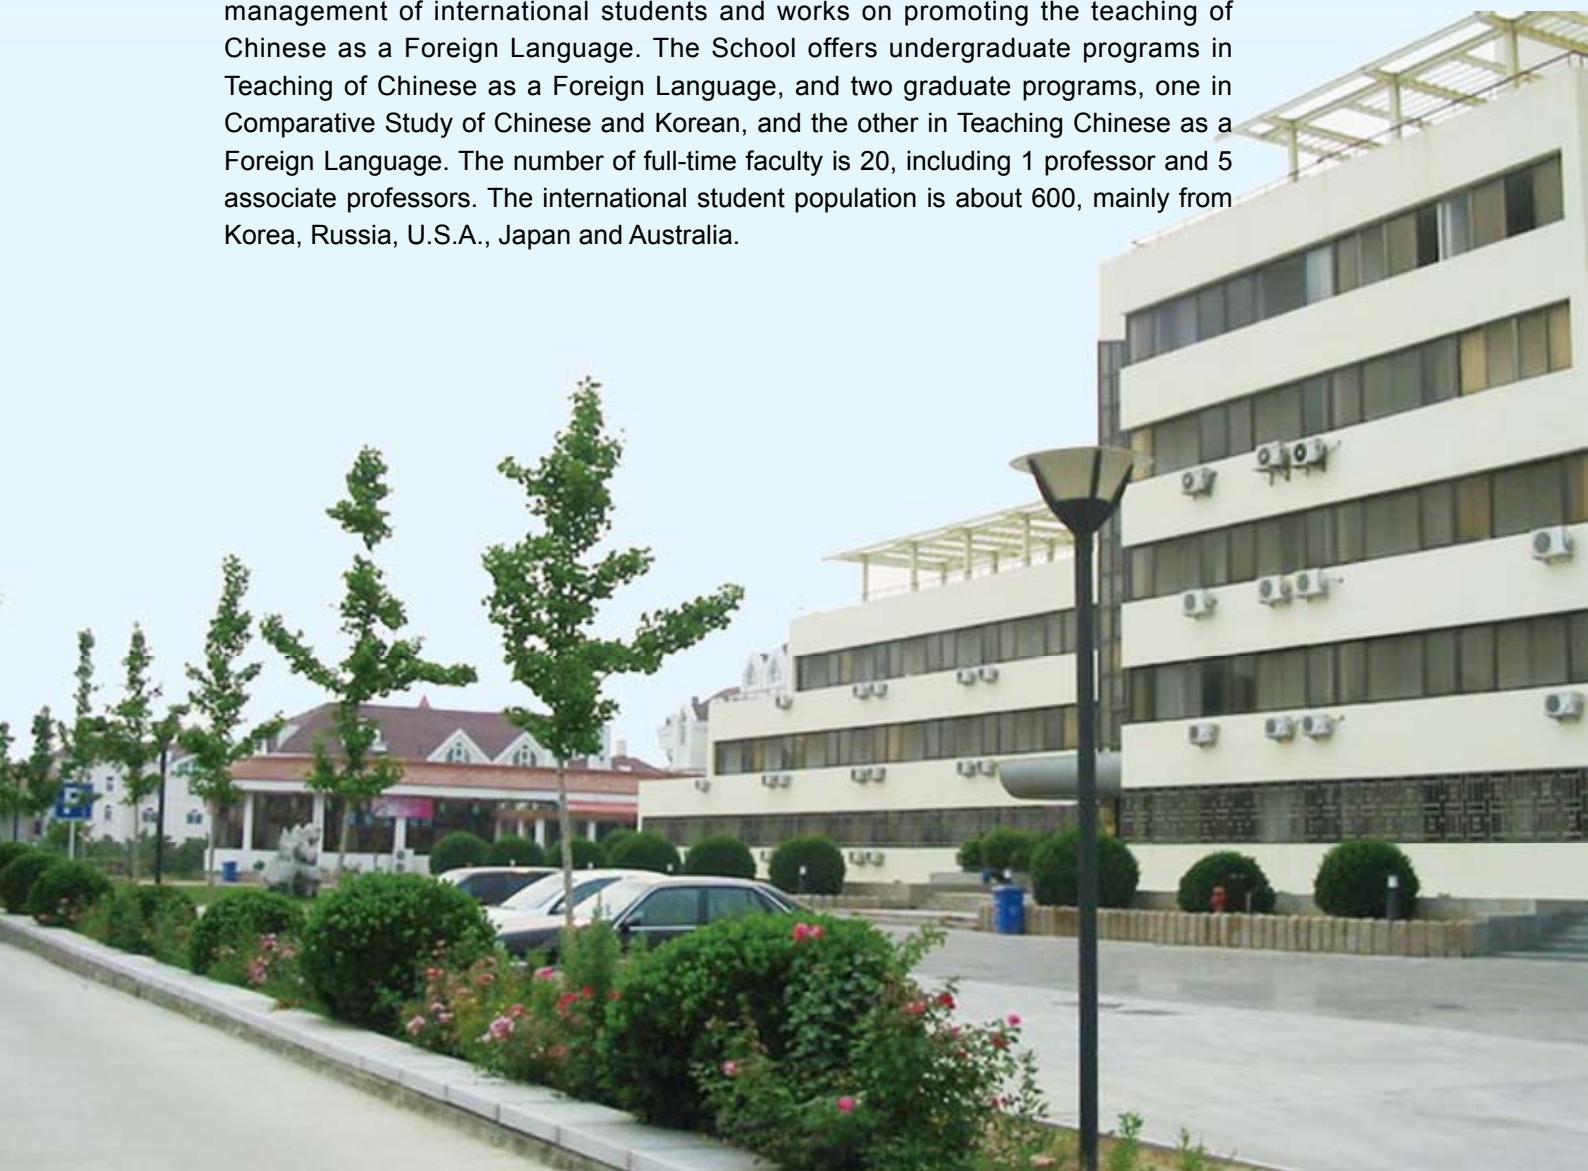 management of international students and works on promoting the teaching of
Chinese as a Foreign Language. The School offers undergraduate programs in
Teaching of Chinese as a Foreign Language, and two graduate programs, one in
Comparative Study of Chinese and Korean, and the other in Teaching Chinese as a
Foreign Language. The number of full-time faculty is 20, including 1 professor and 5
associate professors. The international student population is about 600, mainly from
Korea, Russia, U.S.A., Japan and Australia.